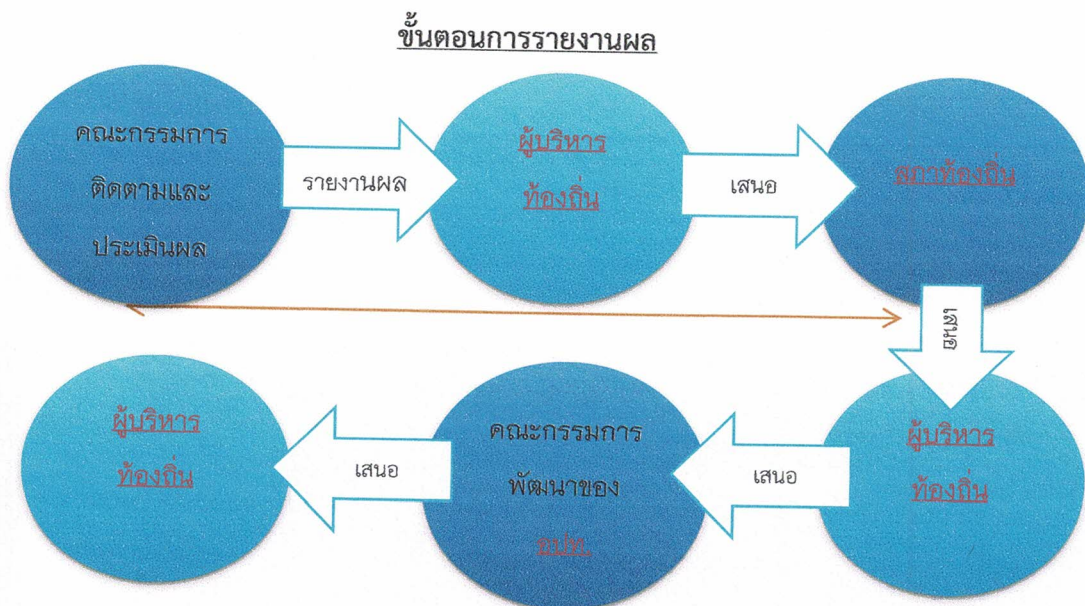 ขั้นตอนการรายงานผล
คณะกรรมการ
ติดตามและ
ประเมินผล
รายงานผล
ผู้บริหาร
ท้องถิ่น
เสนอ
สภาท้องถิ่น
เสนอ
ผู้บริหาร
ท้องถิ่น
เสนอ
คณะกรรมการ
พัฒนาของ
อปท.
เสนอ
ผู้บริหาร
ท้องถิ่น